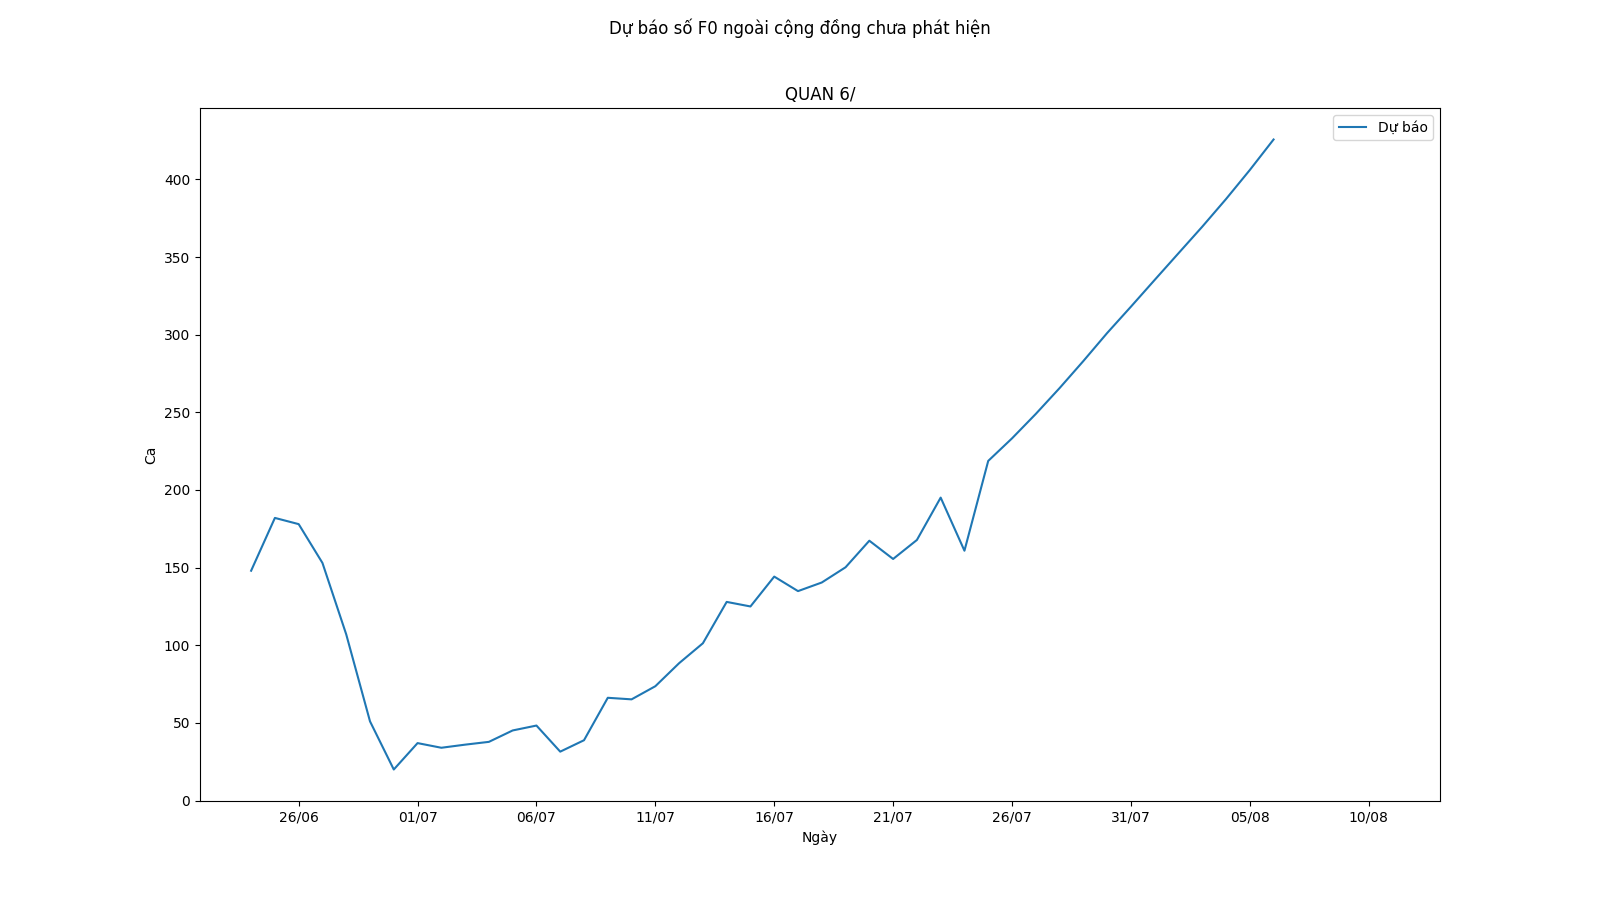 Dự báo số F0 ngoài cộng đồng chưa phát hiện
QUAN 6/
Dự báo
400
350
300
250
200
150
100
50
0
Ca
26/06 01/07 06/07 11/07 16/07 21/07 26/07 31/07 05/08 10/08
Ngày